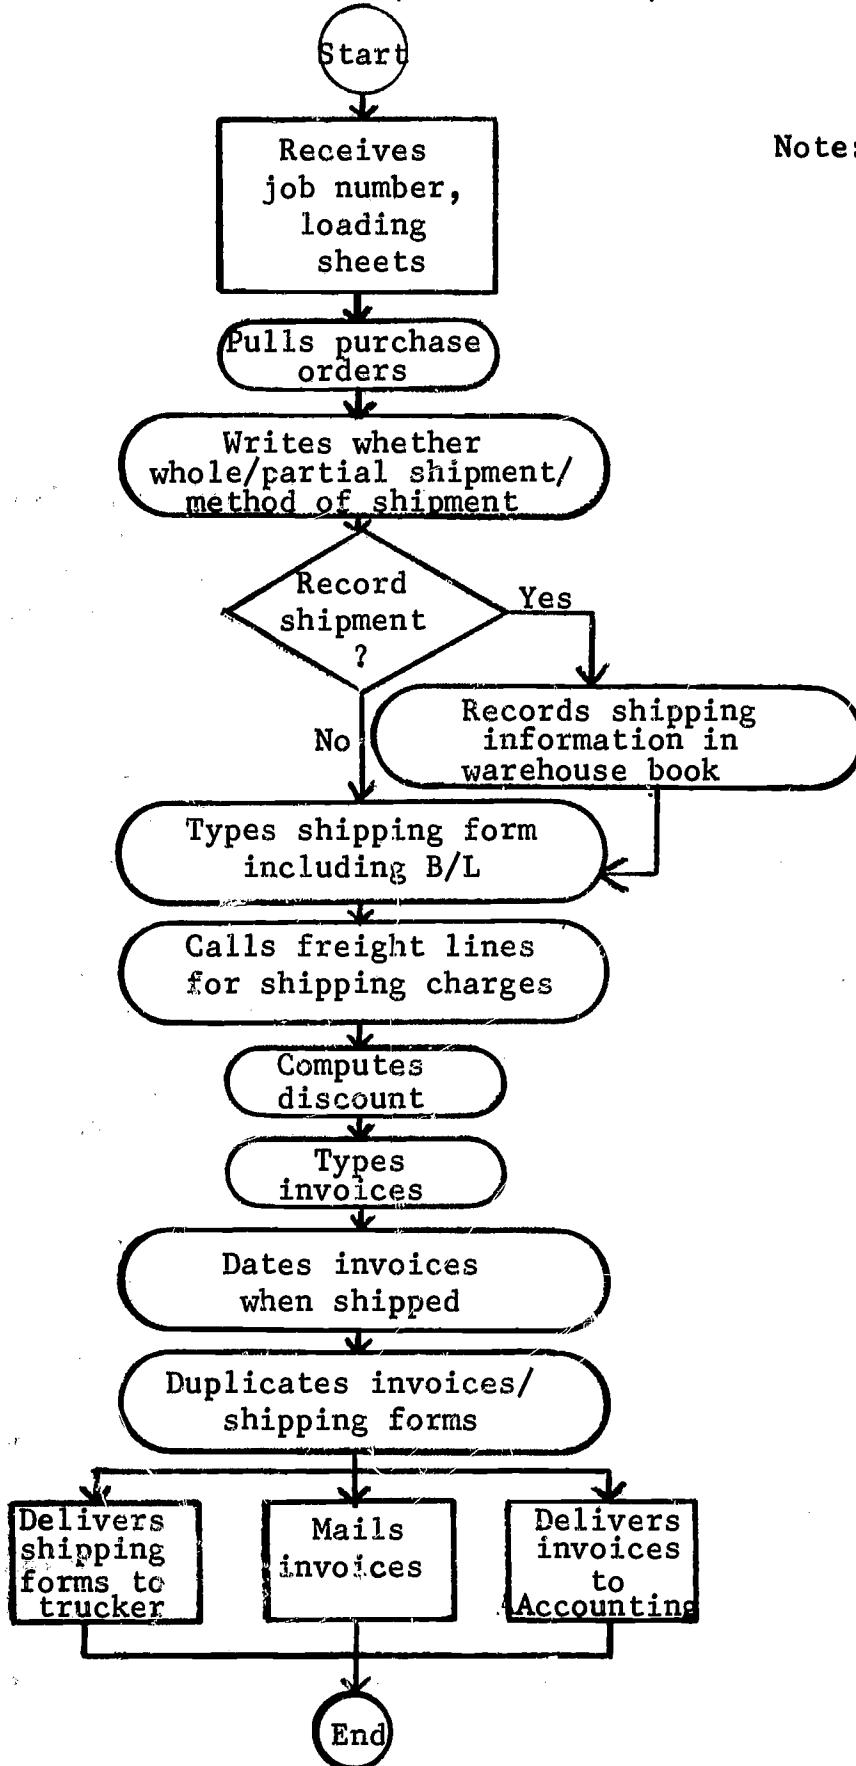 Start
Receives
job number,
loading
sheets
Note:
Pulls purchase
orders
Writes whether
whole/partial shipment/
method of shipment
Record
shipment
?
Yes
No
Records shipping
information in
warehouse book
Types shipping form
including B/L
Calls freight lines
for shipping charges
Computes
discount
Types
invoices
Dates invoices
when shipped
Duplicates invoices/
shipping forms
Delivers
shipping
forms to
trucker
Mails
invoices
Delivers
invoices
to
Accounting
End